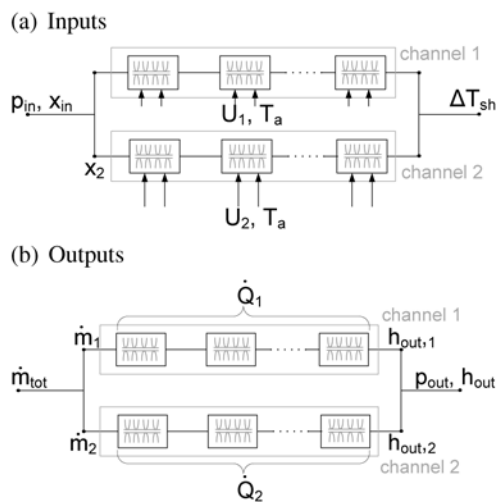 (a) Inputs
channel 1
p_in, x_in
U_1, T_a
ΔT_sh
x_2
channel 2
U_2, T_a
(b) Outputs
Q̇_1
channel 1
ṁ_1
h_out,1
ṁ_tot
p_out, h_out
ṁ_2
h_out,2
channel 2
Q̇_2